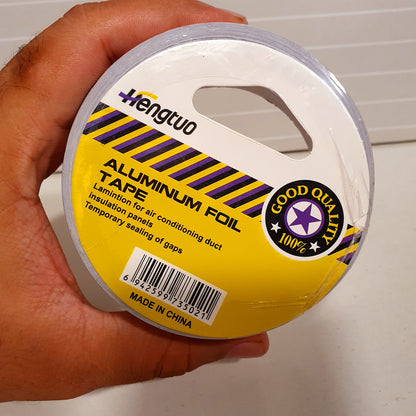 Hengtuo
ALUMINUM FOIL
TAPE
Lamintion for air conditioning duct
Insulation panels
Temporary sealing of gaps
GOOD QUALITY
100%
6 942599 735021
MADE IN CHINA